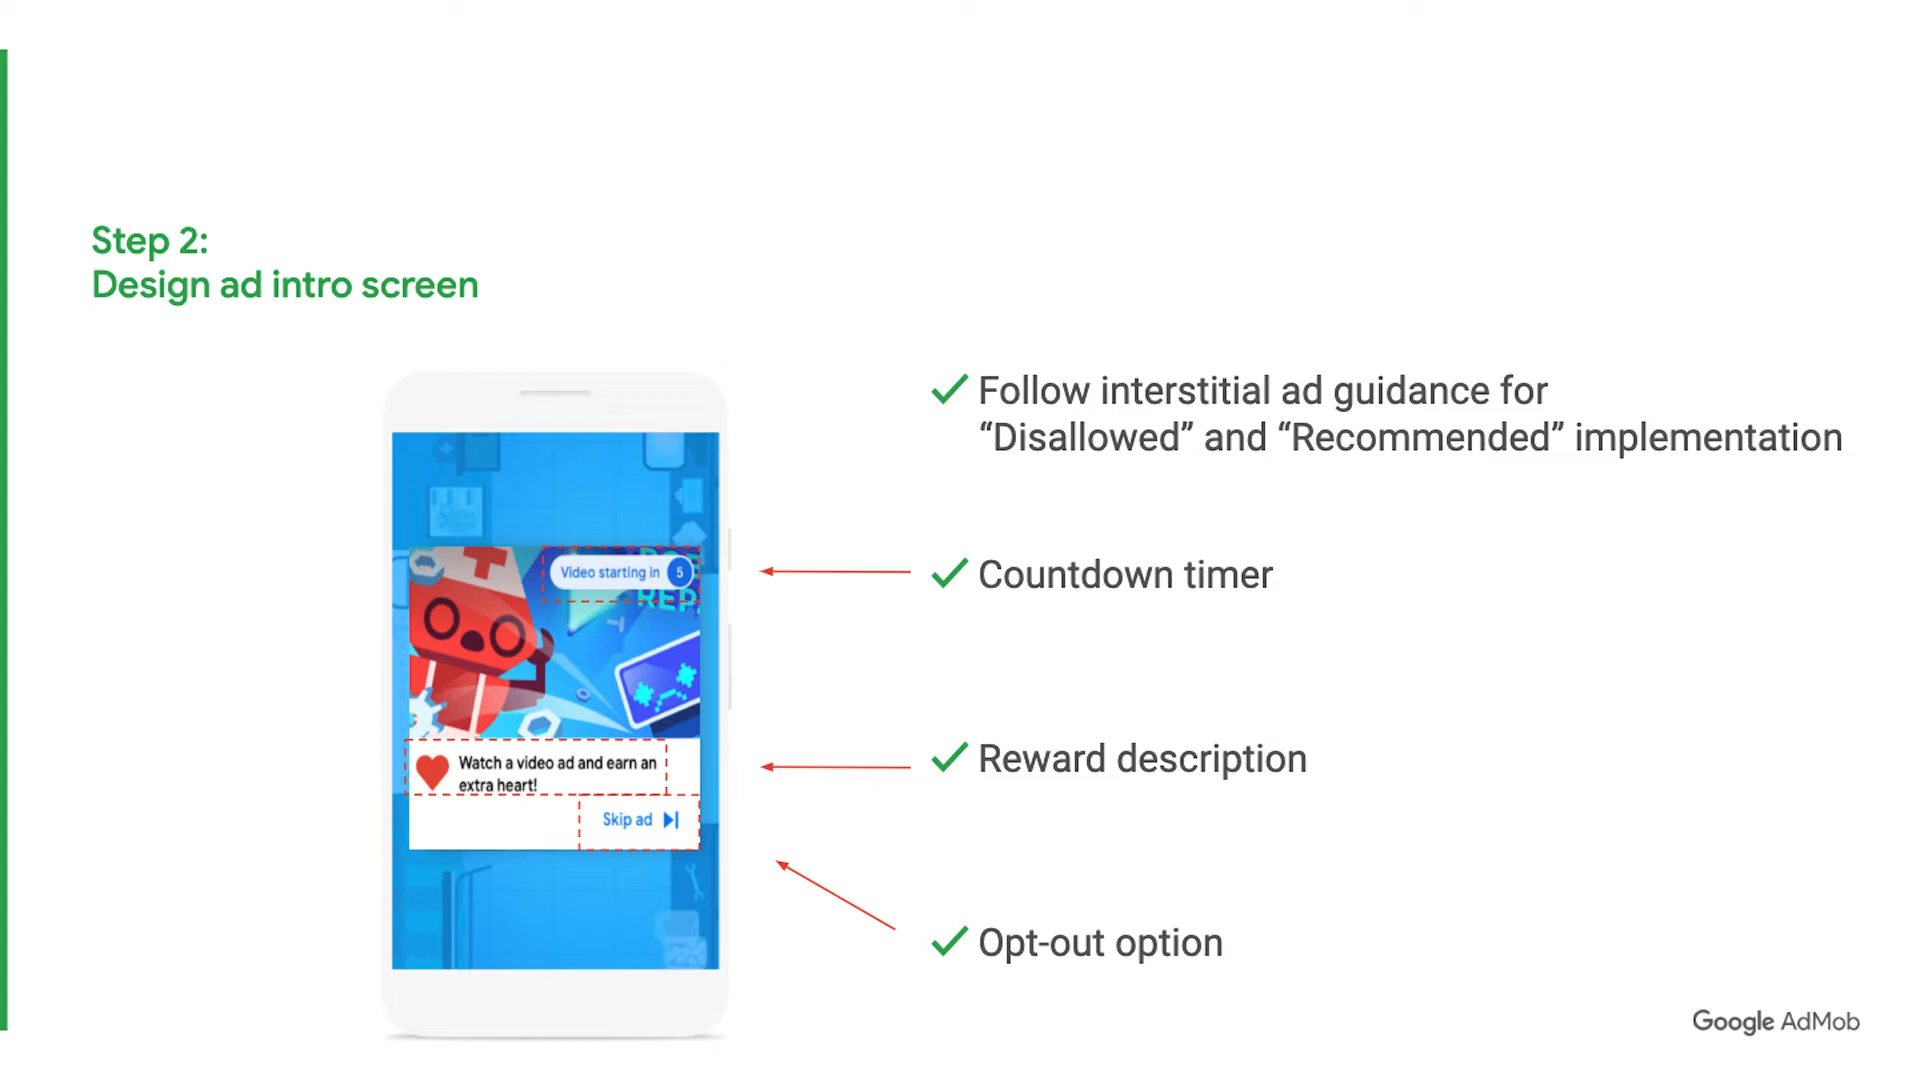 Step 2:
Design ad intro screen
Follow interstitial ad guidance for
“Disallowed” and “Recommended” implementation
Video starting in 5
Countdown timer
REP
Watch a video ad and earn an
extra heart!
Reward description
Skip ad
Opt-out option
Google AdMob